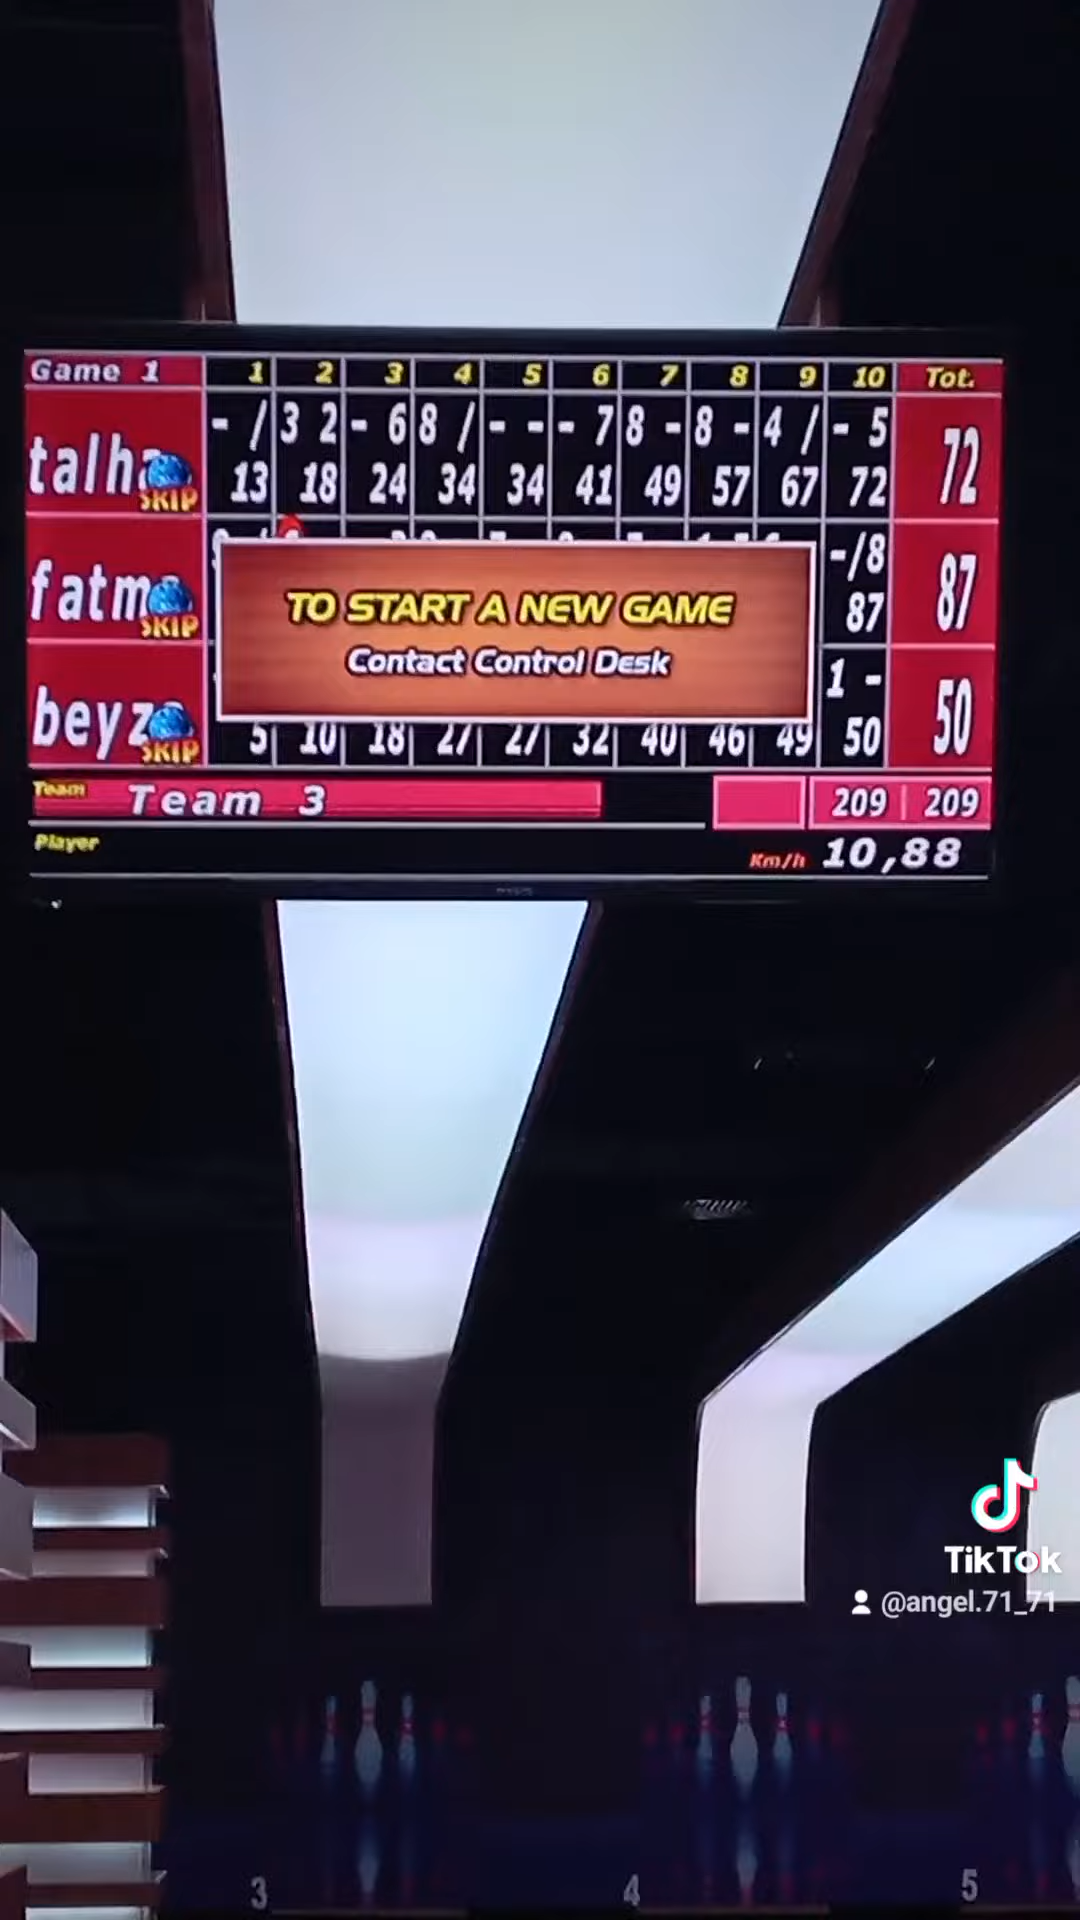 Game 1 1 2 3 4 5 6 7 8 9 10 Tot.
- / 3 2 - 6 8 / - - - 7 8 - 8 - 4 / - 5
talha 13 18 24 34 34 41 49 57 67 72 72
SKIP
-/8
fatm 87 87
SKIP
TO START A NEW GAME
Contact Control Desk
1 -
beyz 5 10 18 27 27 32 40 46 49 50 50
SKIP
Team Team 3 209 209
Player Km/h 10,88
TikTok
@angel.71_71
3 4 5